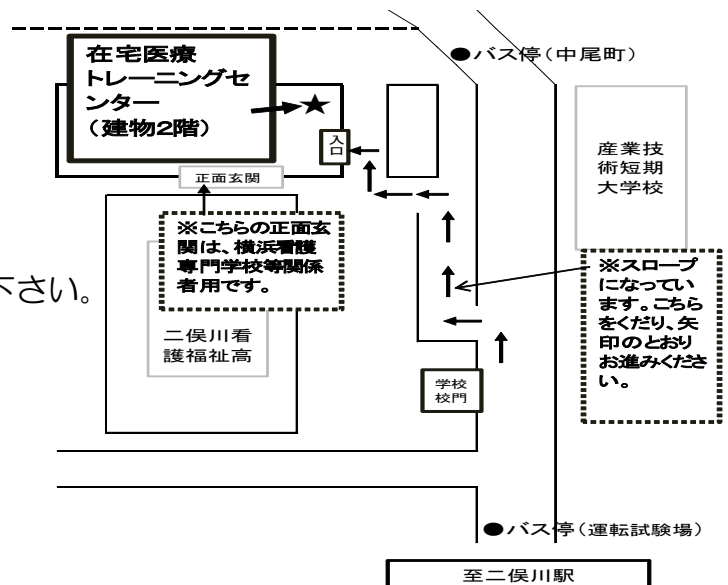 在宅医療
トレーニングセ
ンター
（建物2階）
★
●バス停（中尾町）
入口
産業技
術短期
大学校
正面玄関
※こちらの正面玄
関は、横浜看護
専門学校等関係
者用です。
※スロープ
になってい
ます。こちら
をくだり、矢
印のとおり
お進みくださ
い。
下さい。
二俣川看
護福祉高
学校
校門
●バス停（運転試験場）
至二俣川駅